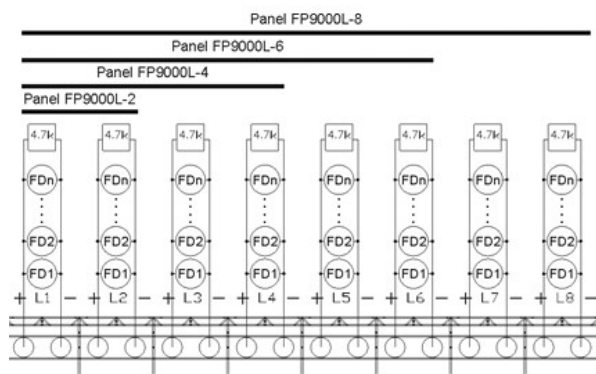 Panel FP9000L-8
Panel FP9000L-6
Panel FP9000L-4
Panel FP9000L-2
4.7k 4.7k 4.7k 4.7k 4.7k 4.7k 4.7k 4.7k
FDn FDn FDn FDn FDn FDn FDn FDn
FD2 FD2 FD2 FD2 FD2 FD2 FD2 FD2
FD1 FD1 FD1 FD1 FD1 FD1 FD1 FD1
+ L1 - + L2 - + L3 - + L4 - + L5 - + L6 - + L7 - + L8 -